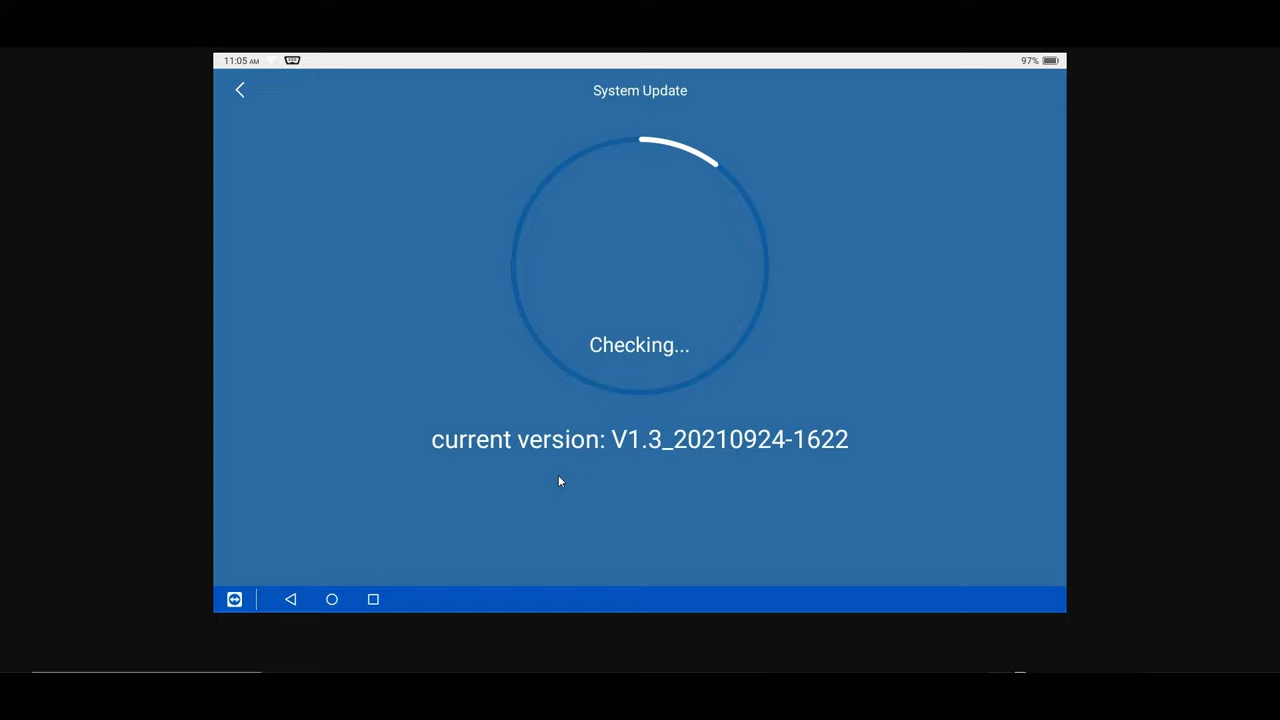 11:05 AM
97%
System Update
Checking...
current version: V1.3_20210924-1622